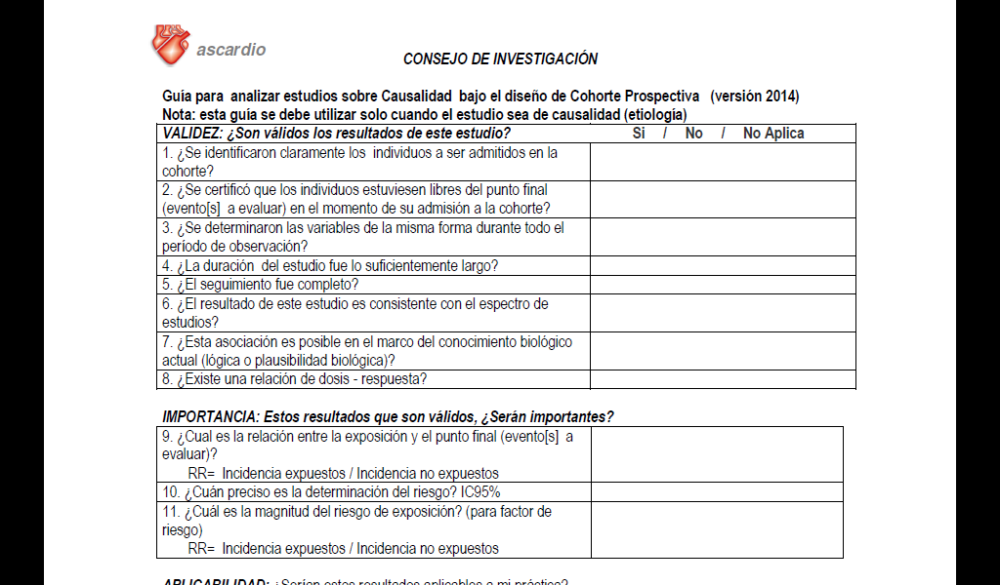 ascardio
CONSEJO DE INVESTIGACIÓN
Guía para analizar estudios sobre Causalidad bajo el diseño de Cohorte Prospectiva (versión 2014)
Nota: esta guía se debe utilizar solo cuando el estudio sea de causalidad (etiología)
VALIDEZ: ¿Son válidos los resultados de este estudio? Si / No / No Aplica
1. ¿Se identificaron claramente los individuos a ser admitidos en la
cohorte?
2. ¿Se certificó que los individuos estuviesen libres del punto final
(evento[s] a evaluar) en el momento de su admisión a la cohorte?
3. ¿Se determinaron las variables de la misma forma durante todo el
período de observación?
4. ¿La duración del estudio fue lo suficientemente largo?
5. ¿El seguimiento fue completo?
6. ¿El resultado de este estudio es consistente con el espectro de
estudios?
7. ¿Esta asociación es posible en el marco del conocimiento biológico
actual (lógica o plausibilidad biológica)?
8. ¿Existe una relación de dosis - respuesta?
IMPORTANCIA: Estos resultados que son válidos, ¿Serán importantes?
9. ¿Cual es la relación entre la exposición y el punto final (evento[s] a
evaluar)?
RR= Incidencia expuestos / Incidencia no expuestos
10. ¿Cuán preciso es la determinación del riesgo? IC95%
11. ¿Cuál es la magnitud del riesgo de exposición? (para factor de
riesgo)
RR= Incidencia expuestos / Incidencia no expuestos
APLICABILIDAD: ¿Serían estos resultados aplicables a mi práctica?